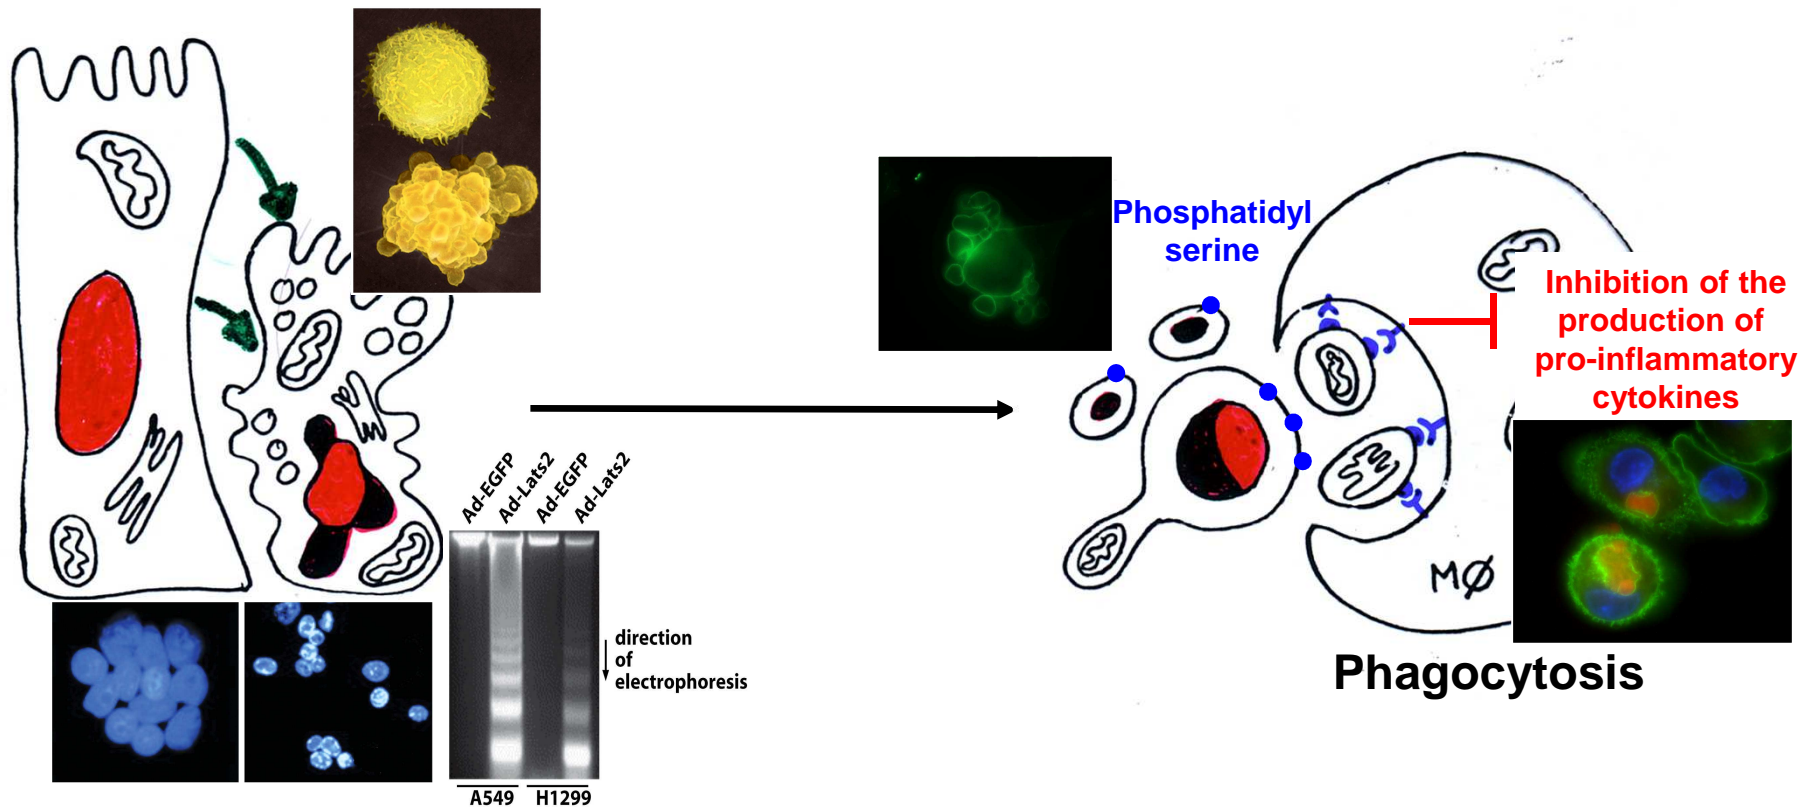 Phosphatidyl
serine
Inhibition of the
production of
pro-inflammatory
cytokines
Ad-EGFP
Ad-Lats2
Ad-EGFP
Ad-Lats2
direction
of
electrophoresis
A549
H1299
MØ
Phagocytosis